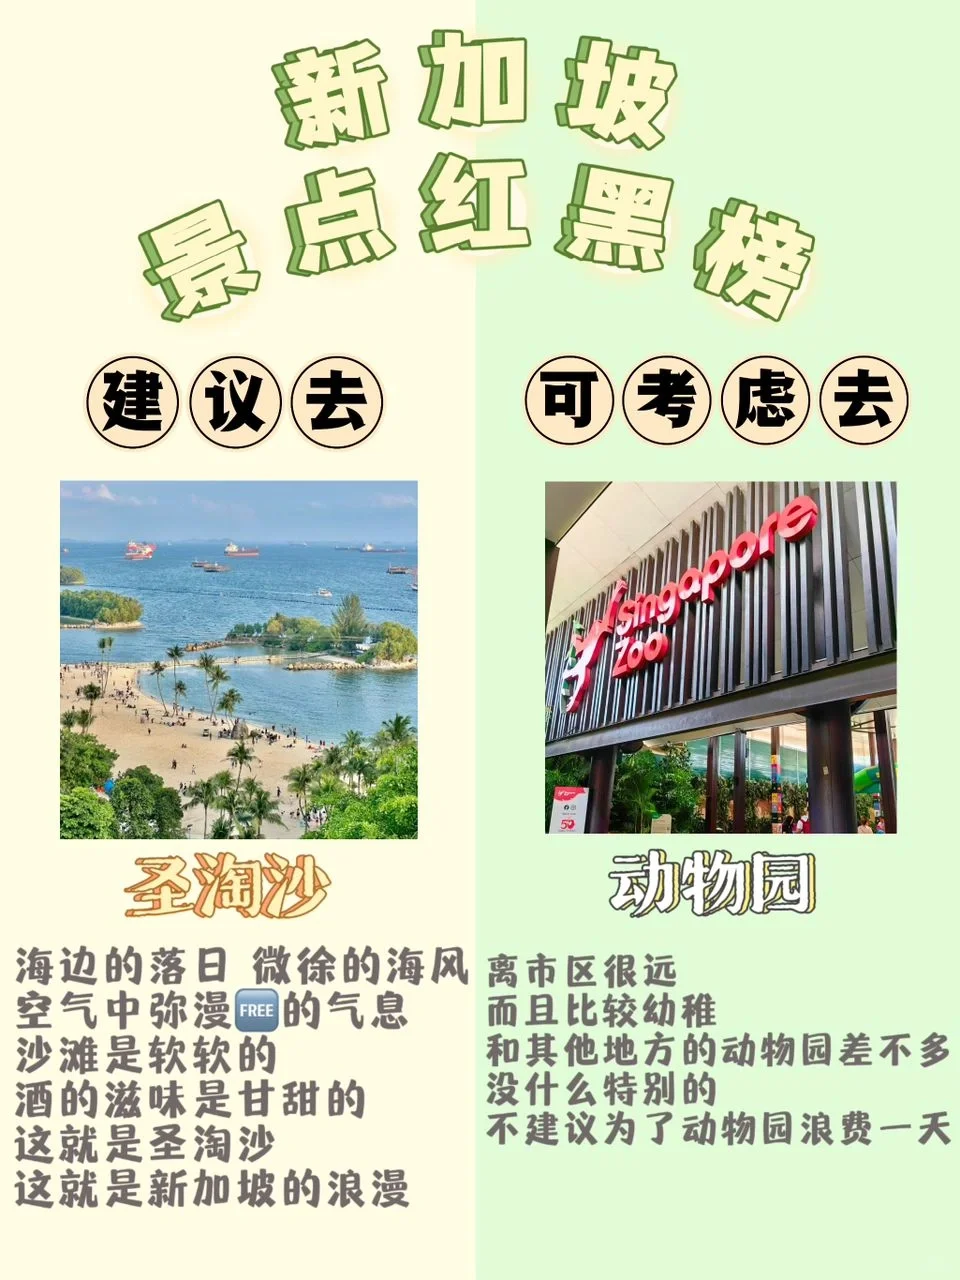 新加坡
景点红黑榜
建议去
可考虑去
Singapore
Zoo
圣淘沙
动物园
海边的落日 微徐的海风
空气中弥漫🆓的气息
沙滩是软软的
酒的滋味是甘甜的
这就是圣淘沙
这就是新加坡的浪漫
离市区很远
而且比较幼稚
和其他地方的动物园差不多
没什么特别的
不建议为了动物园浪费一天